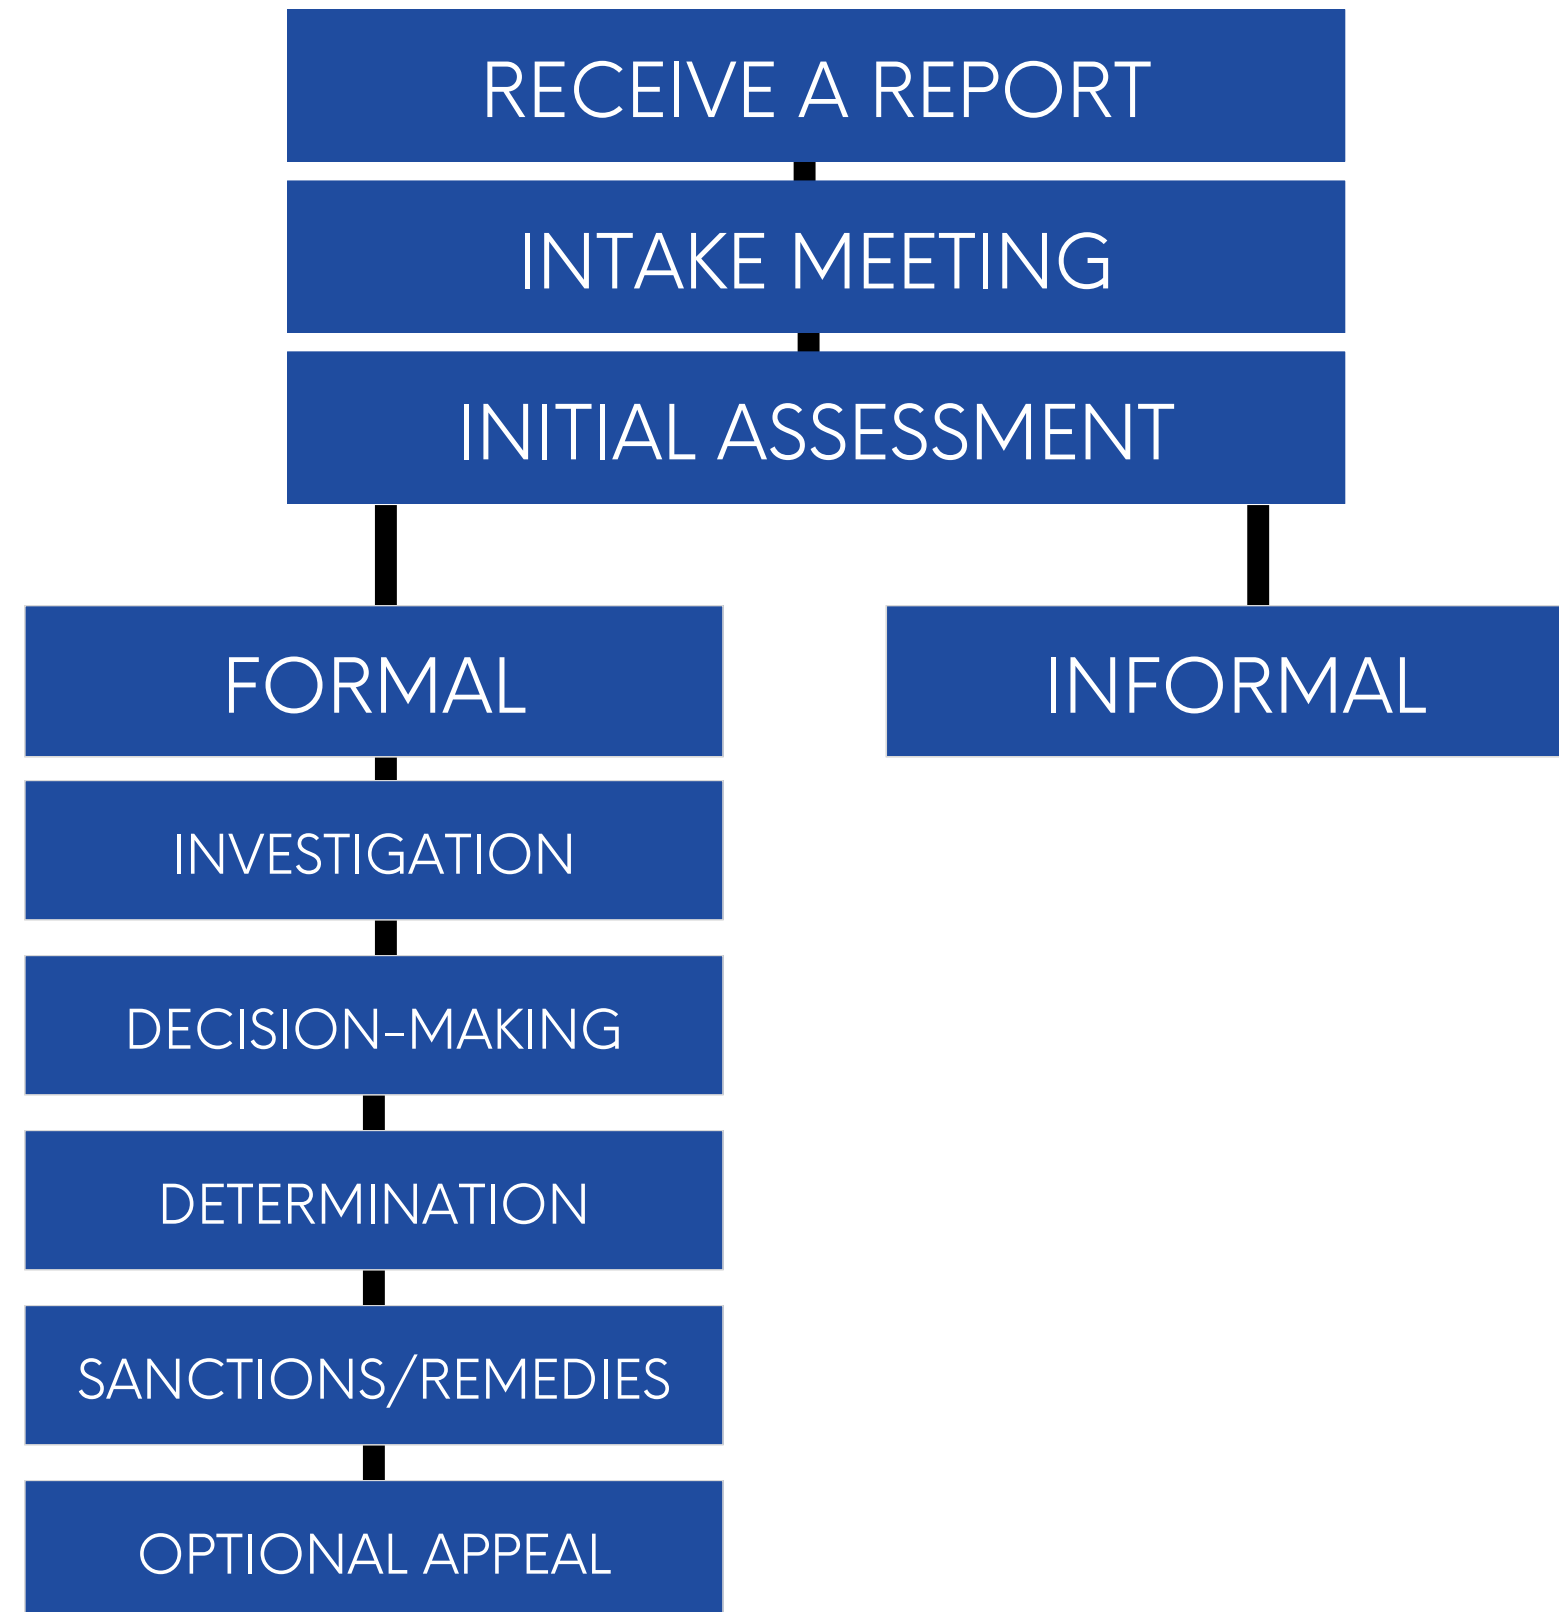 RECEIVE A REPORT
INTAKE MEETING
INITIAL ASSESSMENT
FORMAL
INFORMAL
INVESTIGATION
DECISION-MAKING
DETERMINATION
SANCTIONS/REMEDIES
OPTIONAL APPEAL